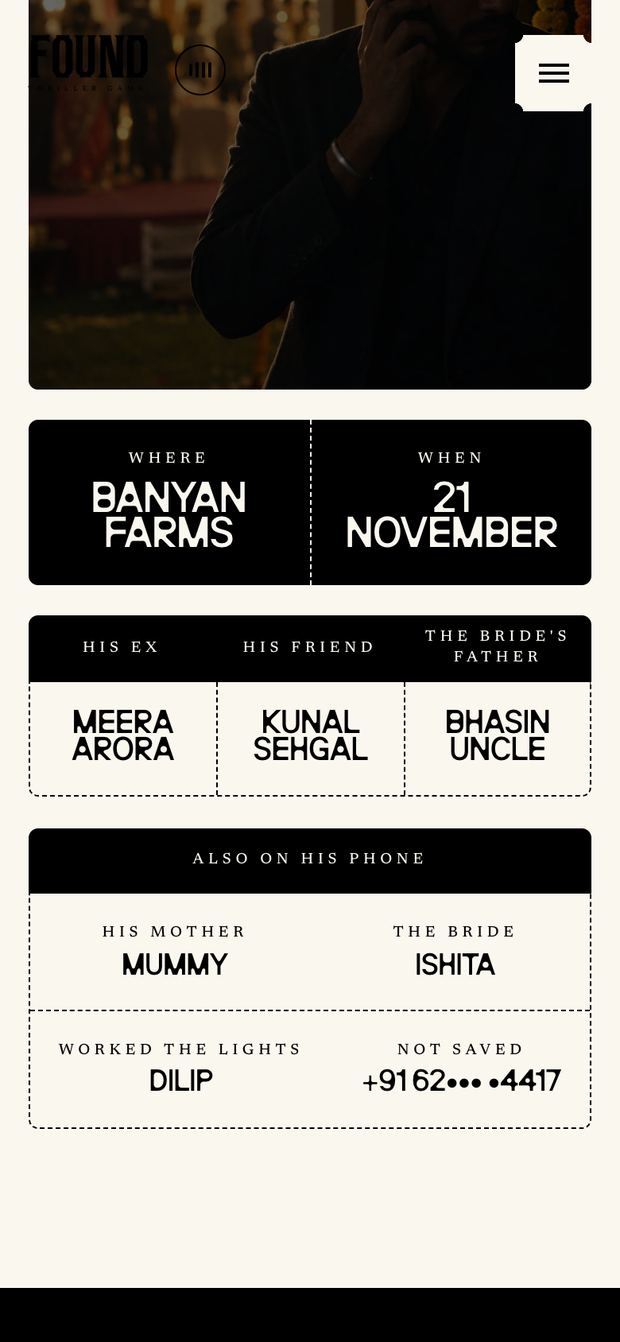 FOUND
THRILLER GAME
WHERE
BANYAN
FARMS
WHEN
21
NOVEMBER
HIS EX
HIS FRIEND
THE BRIDE'S
FATHER
MEERA
ARORA
KUNAL
SEHGAL
BHASIN
UNCLE
ALSO ON HIS PHONE
HIS MOTHER
MUMMY
THE BRIDE
ISHITA
WORKED THE LIGHTS
DILIP
NOT SAVED
+91 62••• •4417